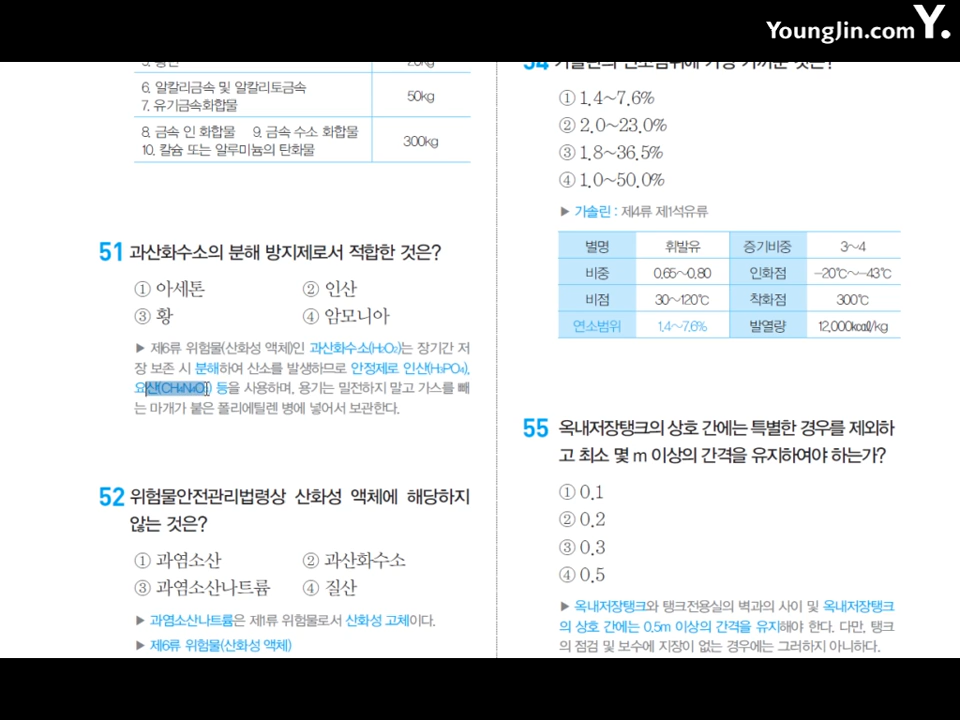 YoungJin.com Y.
6. 알칼리금속 및 알칼리토금속
7. 유기금속화합물
50kg
8. 금속 인 화합물 9. 금속 수소 화합물
10. 칼슘 또는 알루미늄의 탄화물
300kg
51 과산화수소의 분해 방지제로서 적합한 것은?
① 아세톤 ② 인산
③ 황 ④ 암모니아
▶ 제6류 위험물(산화성 액체)인 과산화수소(H₂O₂)는 장기간 저
장 보존 시 분해하여 산소를 발생하므로 안정제로 인산(H₃PO₄),
요산(C₅H₄N₄O₃) 등을 사용하며, 용기는 밀전하지 말고 가스를 빼
는 마개가 붙은 폴리에틸렌 병에 넣어서 보관한다.
52 위험물안전관리법령상 산화성 액체에 해당하지
않는 것은?
① 과염소산 ② 과산화수소
③ 과염소산나트륨 ④ 질산
▶ 과염소산나트륨은 제1류 위험물로서 산화성 고체이다.
▶ 제6류 위험물(산화성 액체)
54 가솔린의 연소범위에 가장 가까운 것은?
① 1.4~7.6%
② 2.0~23.0%
③ 1.8~36.5%
④ 1.0~50.0%
▶ 가솔린 : 제4류 제1석유류
별명 휘발유 증기비중 3~4
비중 0.65~0.80 인화점 -20℃~-43℃
비점 30~120℃ 착화점 300℃
연소범위 1.4~7.6% 발열량 12,000㎉/kg
55 옥내저장탱크의 상호 간에는 특별한 경우를 제외하
고 최소 몇 m 이상의 간격을 유지하여야 하는가?
① 0.1
② 0.2
③ 0.3
④ 0.5
▶ 옥내저장탱크와 탱크전용실의 벽과의 사이 및 옥내저장탱크
의 상호 간에는 0.5m 이상의 간격을 유지해야 한다. 다만, 탱크
의 점검 및 보수에 지장이 없는 경우에는 그러하지 아니하다.